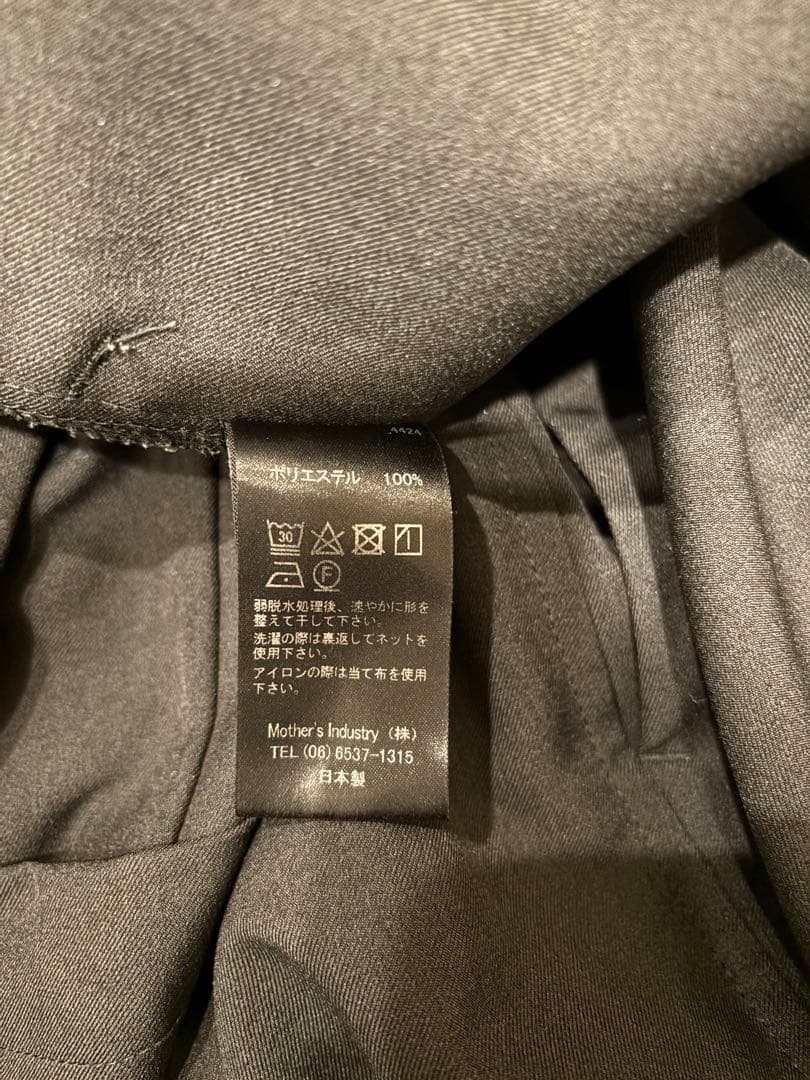 .4424
ポリエステル 100%
30
F
弱脱水処理後、速やかに形を
整えて干して下さい。
洗濯の際は裏返してネットを
使用下さい。
アイロンの際は当て布を使用
下さい。
Mother's Industry (株)
TEL (06) 6537-1315
日本製